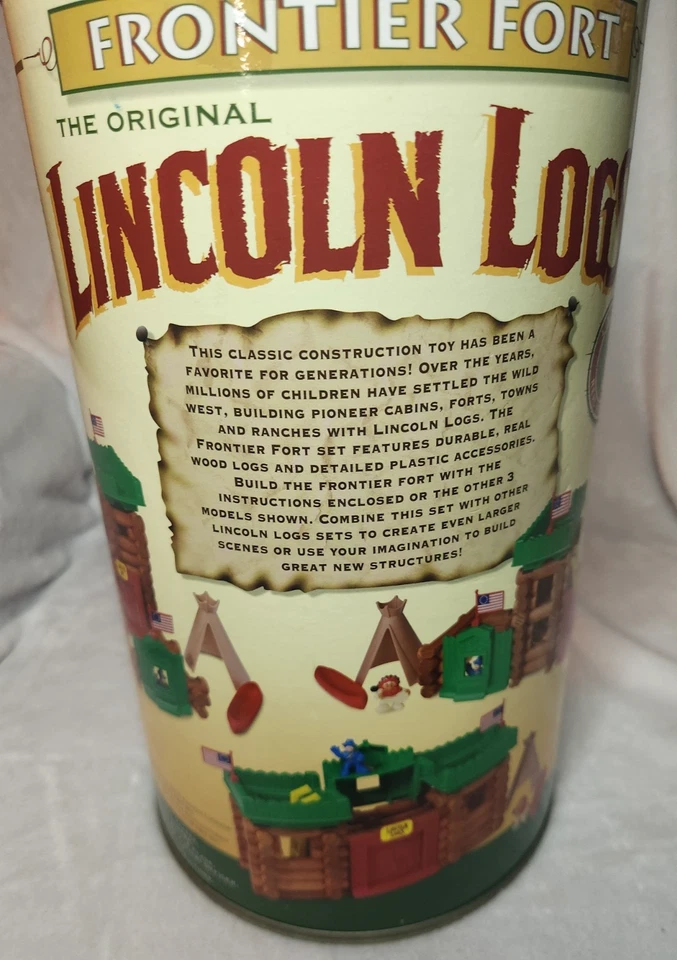 FRONTIER FORT
THE ORIGINAL
LINCOLN LOGS
THIS CLASSIC CONSTRUCTION TOY HAS BEEN A
FAVORITE FOR GENERATIONS! OVER THE YEARS,
MILLIONS OF CHILDREN HAVE SETTLED THE WILD
WEST, BUILDING PIONEER CABINS, FORTS, TOWNS
AND RANCHES WITH LINCOLN LOGS. THE
FRONTIER FORT SET FEATURES DURABLE, REAL
WOOD LOGS AND DETAILED PLASTIC ACCESSORIES.
BUILD THE FRONTIER FORT WITH THE
INSTRUCTIONS ENCLOSED OR THE OTHER 3
MODELS SHOWN. COMBINE THIS SET WITH OTHER
LINCOLN LOGS SETS TO CREATE EVEN LARGER
SCENES OR USE YOUR IMAGINATION TO BUILD
GREAT NEW STRUCTURES!